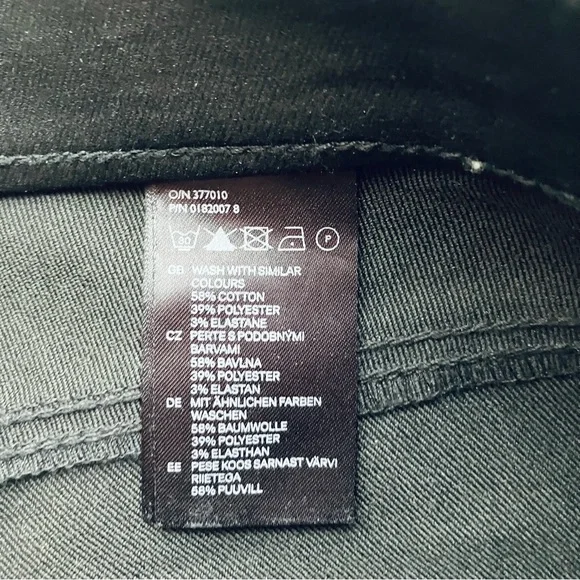 O/N 377010
P/N 0182007 8
P
GB WASH WITH SIMILAR
COLOURS
58% COTTON
39% POLYESTER
3% ELASTANE
CZ PERTE S PODOBNÝMI
BARVAMI
58% BAVLNA
39% POLYESTER
3% ELASTAN
DE MIT ÄHNLICHEN FARBEN
WASCHEN
58% BAUMWOLLE
39% POLYESTER
3% ELASTHAN
EE PESE KOOS SARNAST VÄRVI
RIIETEGA
58% PUUVILL